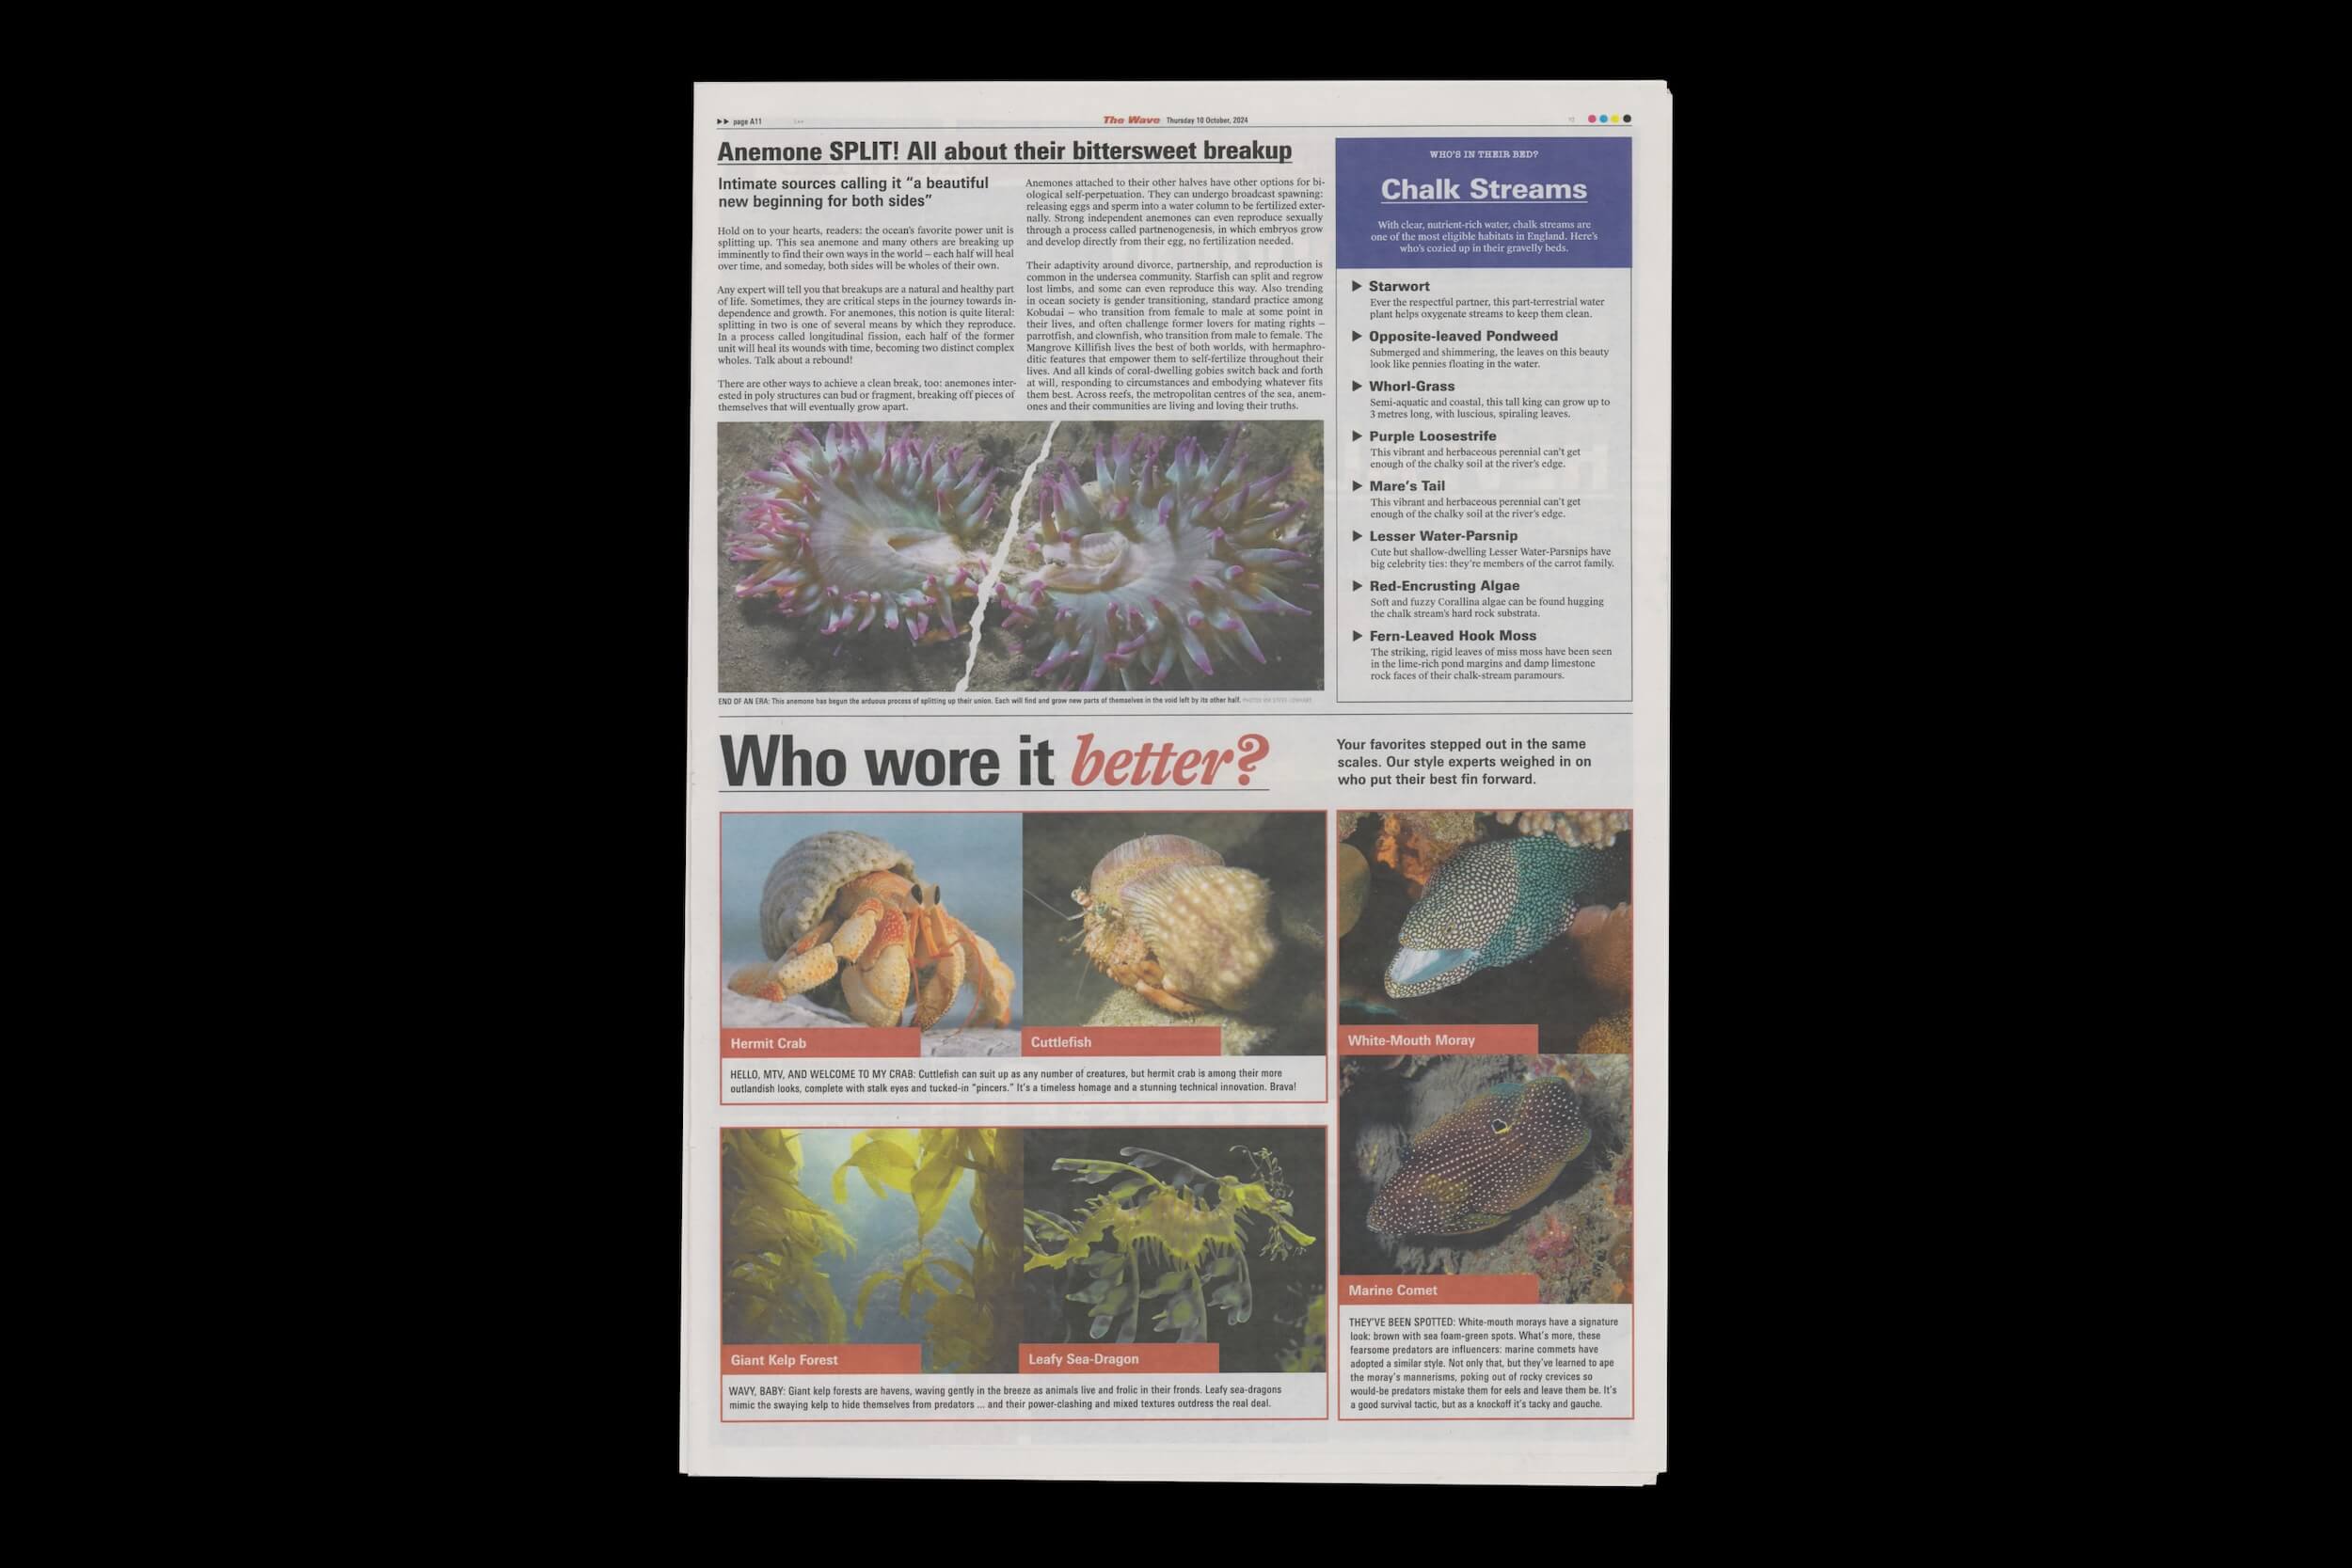 ▶▶ page A11
The Wave Thursday 10 October, 2024
Anemone SPLIT! All about their bittersweet breakup
Intimate sources calling it “a beautiful
new beginning for both sides”
Hold on to your hearts, readers: the ocean’s favorite power unit is
splitting up. This sea anemone and many others are breaking up
imminently to find their own ways in the world – each half will heal
over time, and someday, both sides will be wholes of their own.
Any expert will tell you that breakups are a natural and healthy part
of life. Sometimes, they are critical steps in the journey towards in-
dependence and growth. For anemones, this notion is quite literal:
splitting in two is one of several means by which they reproduce.
In a process called longitudinal fission, each half of the former
unit will heal its wounds with time, becoming two distinct complex
wholes. Talk about a rebound!
There are other ways to achieve a clean break, too: anemones inter-
ested in poly structures can bud or fragment, breaking off pieces of
themselves that will eventually grow apart.
Anemones attached to their other halves have other options for bi-
ological self-perpetuation. They can undergo broadcast spawning:
releasing eggs and sperm into a water column to be fertilized exter-
nally. Strong independent anemones can even reproduce sexually
through a process called partnenogenesis, in which embryos grow
and develop directly from their egg, no fertilization needed.
Their adaptivity around divorce, partnership, and reproduction is
common in the undersea community. Starfish can split and regrow
lost limbs, and some can even reproduce this way. Also trending
in ocean society is gender transitioning, standard practice among
Kobudai – who transition from female to male at some point in
their lives, and often challenge former lovers for mating rights –
parrotfish, and clownfish, who transition from male to female. The
Mangrove Killifish lives the best of both worlds, with hermaphro-
ditic features that empower them to self-fertilize throughout their
lives. And all kinds of coral-dwelling gobies switch back and forth
at will, responding to circumstances and embodying whatever fits
them best. Across reefs, the metropolitan centres of the sea, anem-
ones and their communities are living and loving their truths.
END OF AN ERA: This anemone has begun the arduous process of splitting up their union. Each will find and grow new parts of themselves in the void left by its other half.
WHO’S IN THEIR BED?
Chalk Streams
With clear, nutrient-rich water, chalk streams are
one of the most eligible habitats in England. Here’s
who’s cozied up in their gravelly beds.
▶ Starwort
Ever the respectful partner, this part-terrestrial water
plant helps oxygenate streams to keep them clean.
▶ Opposite-leaved Pondweed
Submerged and shimmering, the leaves on this beauty
look like pennies floating in the water.
▶ Whorl-Grass
Semi-aquatic and coastal, this tall king can grow up to
3 metres long, with luscious, spiraling leaves.
▶ Purple Loosestrife
This vibrant and herbaceous perennial can’t get
enough of the chalky soil at the river’s edge.
▶ Mare’s Tail
This vibrant and herbaceous perennial can’t get
enough of the chalky soil at the river’s edge.
▶ Lesser Water-Parsnip
Cute but shallow-dwelling Lesser Water-Parsnips have
big celebrity ties: they’re members of the carrot family.
▶ Red-Encrusting Algae
Soft and fuzzy Corallina algae can be found hugging
the chalk stream’s hard rock substrata.
▶ Fern-Leaved Hook Moss
The striking, rigid leaves of miss moss have been seen
in the lime-rich pond margins and damp limestone
rock faces of their chalk-stream paramours.
Who wore it better?
Your favorites stepped out in the same
scales. Our style experts weighed in on
who put their best fin forward.
Hermit Crab
Cuttlefish
HELLO, MTV, AND WELCOME TO MY CRAB: Cuttlefish can suit up as any number of creatures, but hermit crab is among their more
outlandish looks, complete with stalk eyes and tucked-in “pincers.” It’s a timeless homage and a stunning technical innovation. Brava!
Giant Kelp Forest
Leafy Sea-Dragon
WAVY, BABY: Giant kelp forests are havens, waving gently in the breeze as animals live and frolic in their fronds. Leafy sea-dragons
mimic the swaying kelp to hide themselves from predators ... and their power-clashing and mixed textures outdress the real deal.
White-Mouth Moray
Marine Comet
THEY’VE BEEN SPOTTED: White-mouth morays have a signature
look: brown with sea foam-green spots. What’s more, these
fearsome predators are influencers: marine commets have
adopted a similar style. Not only that, but they’ve learned to ape
the moray’s mannerisms, poking out of rocky crevices so
would-be predators mistake them for eels and leave them be. It’s
a good survival tactic, but as a knockoff it’s tacky and gauche.